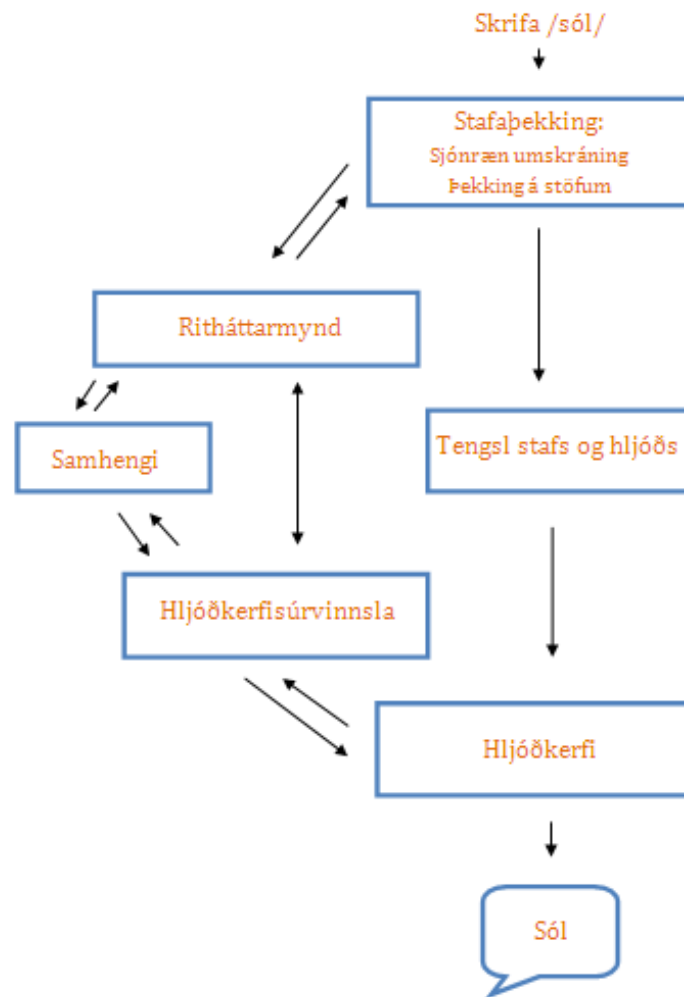 Skrifa /sól/
Stafaþekking:
Sjónræn umskráning
Þekking á stöfum
Ritháttarmynd
Tengsl stafs og hljóðs
Samhengi
Hljóðkerfisúrvinnsla
Hljóðkerfi
Sól